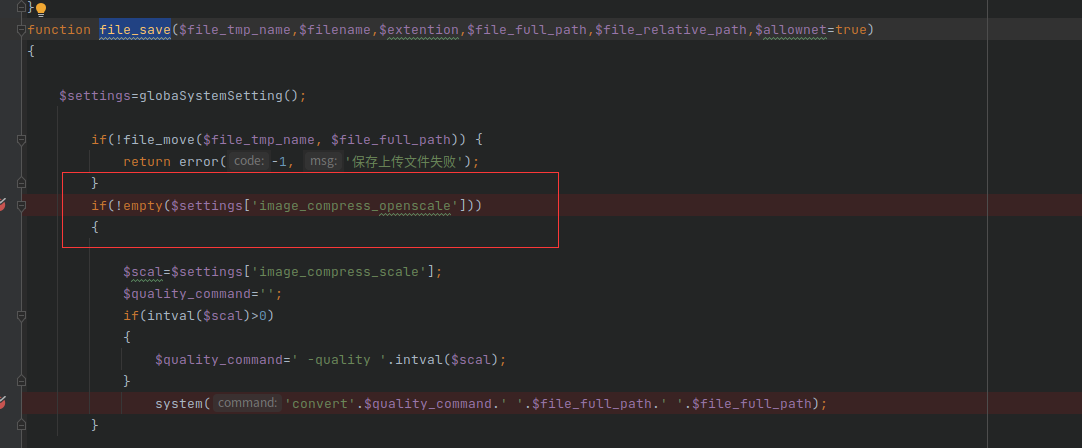 }
function file_save($file_tmp_name,$filename,$extention,$file_full_path,$file_relative_path,$allownet=true)
{
$settings=globaSystemSetting();
if(!file_move($file_tmp_name, $file_full_path)) {
return error( code: -1, msg: '保存上传文件失败');
}
if(!empty($settings['image_compress_openscale']))
{
$scal=$settings['image_compress_scale'];
$quality_command='';
if(intval($scal)>0)
{
$quality_command=' -quality '.intval($scal);
}
system( command: 'convert'.$quality_command.' '.$file_full_path.' '.$file_full_path);
}